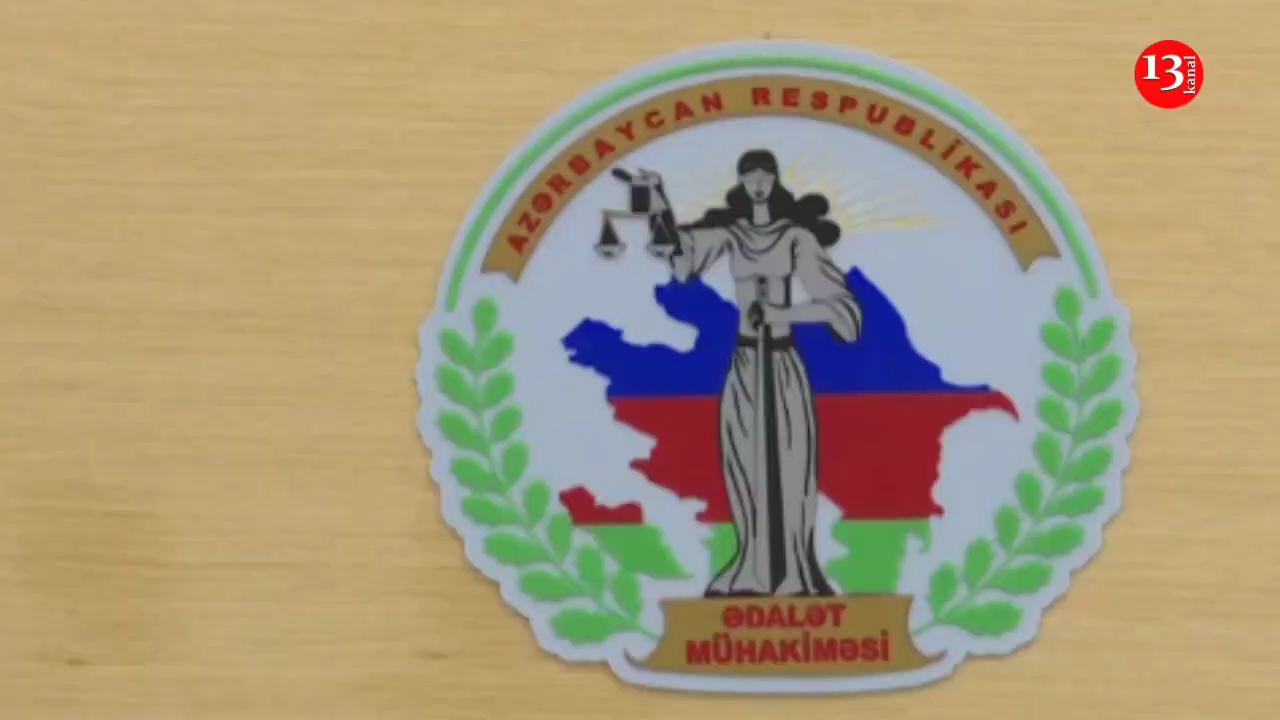 AZƏRBAYCAN RESPUBLİKASI
ƏDALƏT
MÜHAKİMƏSİ
13
kanal